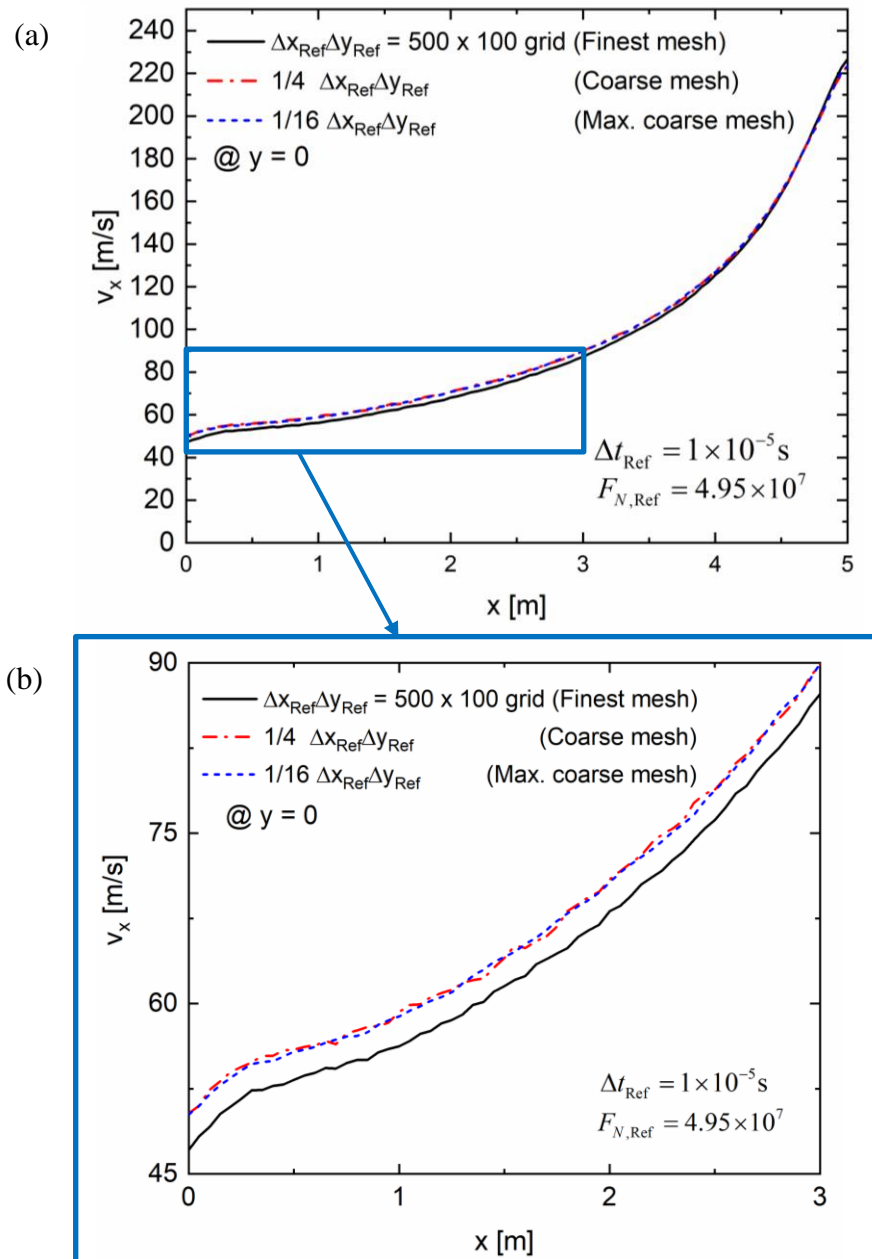 (a)
240
220
200
180
160
140
120
100
80
60
40
20
0
v_x [m/s]
Δx_Ref Δy_Ref = 500 x 100 grid (Finest mesh)
1/4 Δx_Ref Δy_Ref (Coarse mesh)
1/16 Δx_Ref Δy_Ref (Max. coarse mesh)
@ y = 0
Δt_Ref = 1×10⁻⁵ s
F_N,Ref = 4.95×10⁷
0 1 2 3 4 5
x [m]
(b)
90
75
60
45
v_x [m/s]
Δx_Ref Δy_Ref = 500 x 100 grid (Finest mesh)
1/4 Δx_Ref Δy_Ref (Coarse mesh)
1/16 Δx_Ref Δy_Ref (Max. coarse mesh)
@ y = 0
Δt_Ref = 1×10⁻⁵ s
F_N,Ref = 4.95×10⁷
0 1 2 3
x [m]